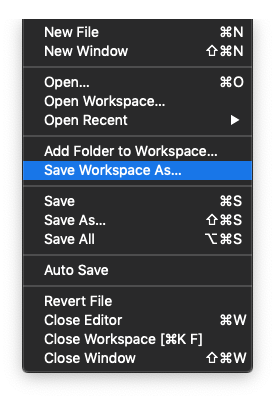 New File ⌘N
New Window ⇧⌘N
Open... ⌘O
Open Workspace...
Open Recent ▶
Add Folder to Workspace...
Save Workspace As...
Save ⌘S
Save As... ⇧⌘S
Save All ⌥⌘S
Auto Save
Revert File
Close Editor ⌘W
Close Workspace [⌘K F]
Close Window ⇧⌘W